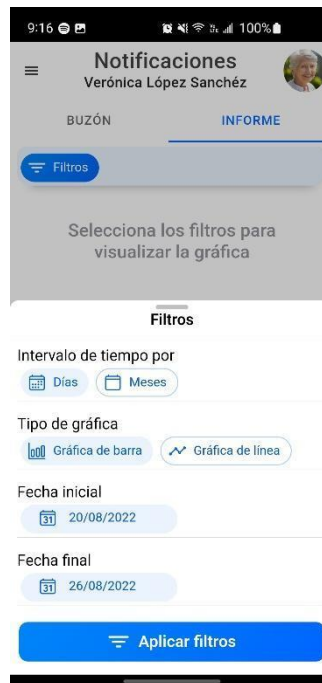 9:16 100%
Notificaciones
Verónica López Sanchéz
BUZÓN INFORME
Filtros
Selecciona los filtros para
visualizar la gráfica
Filtros
Intervalo de tiempo por
Días Meses
Tipo de gráfica
Gráfica de barra Gráfica de línea
Fecha inicial
31 20/08/2022
Fecha final
31 26/08/2022
Aplicar filtros